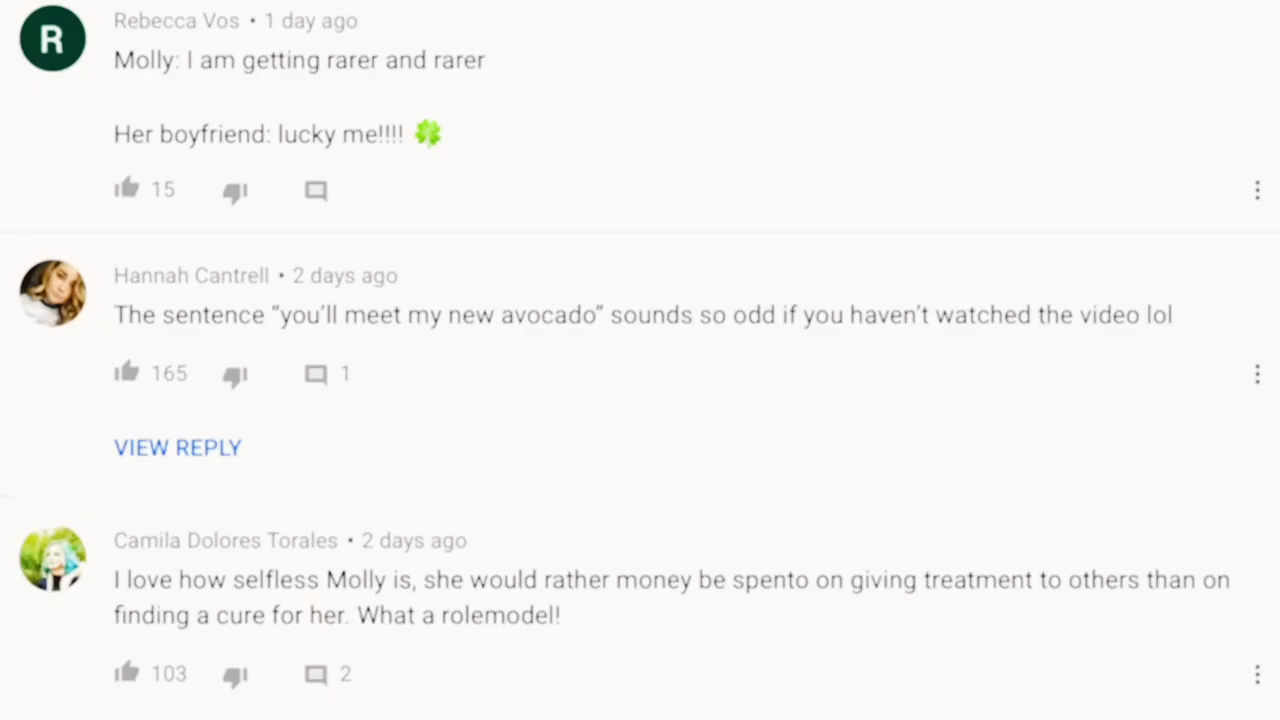 R
Rebecca Vos • 1 day ago
Molly: I am getting rarer and rarer
Her boyfriend: lucky me!!!! 🍀
15
Hannah Cantrell • 2 days ago
The sentence “you’ll meet my new avocado” sounds so odd if you haven’t watched the video lol
165 1
VIEW REPLY
Camila Dolores Torales • 2 days ago
I love how selfless Molly is, she would rather money be spento on giving treatment to others than on
finding a cure for her. What a rolemodel!
103 2